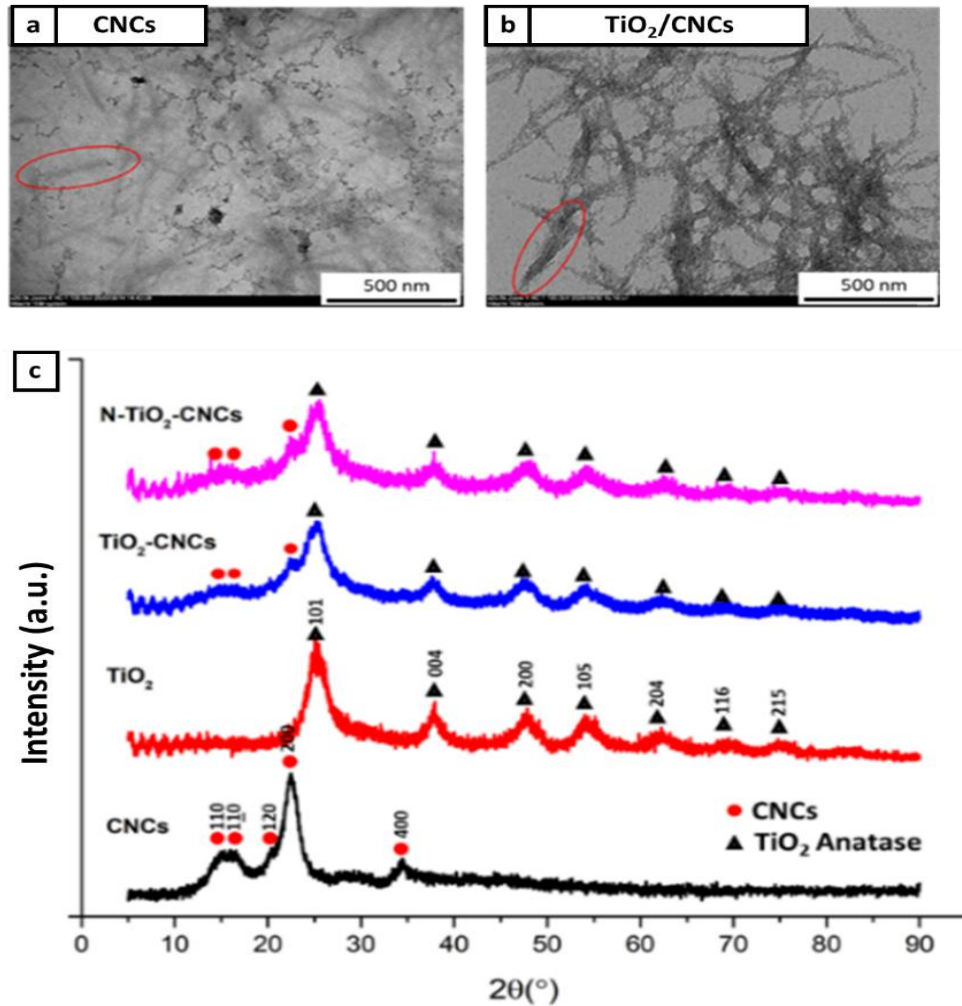 a CNCs
b TiO₂/CNCs
500 nm
500 nm
c
N-TiO₂-CNCs
TiO₂-CNCs
TiO₂
101
004
200
105
204
116
215
CNCs
110
110
120
200
400
CNCs
TiO₂ Anatase
Intensity (a.u.)
0 10 20 30 40 50 60 70 80 90
2θ(°)